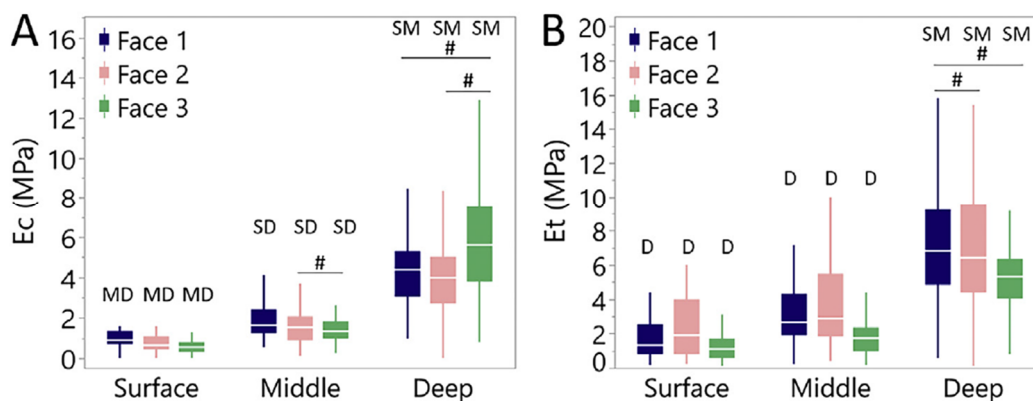 A
Ec (MPa)
16
14
12
10
8
6
4
2
0
Face 1
Face 2
Face 3
SM SM SM
#
#
SD SD SD
#
MD MD MD
Surface Middle Deep
B
Et (MPa)
20
18
16
14
12
10
8
6
4
2
0
Face 1
Face 2
Face 3
SM SM SM
#
#
D D D
D D D
Surface Middle Deep